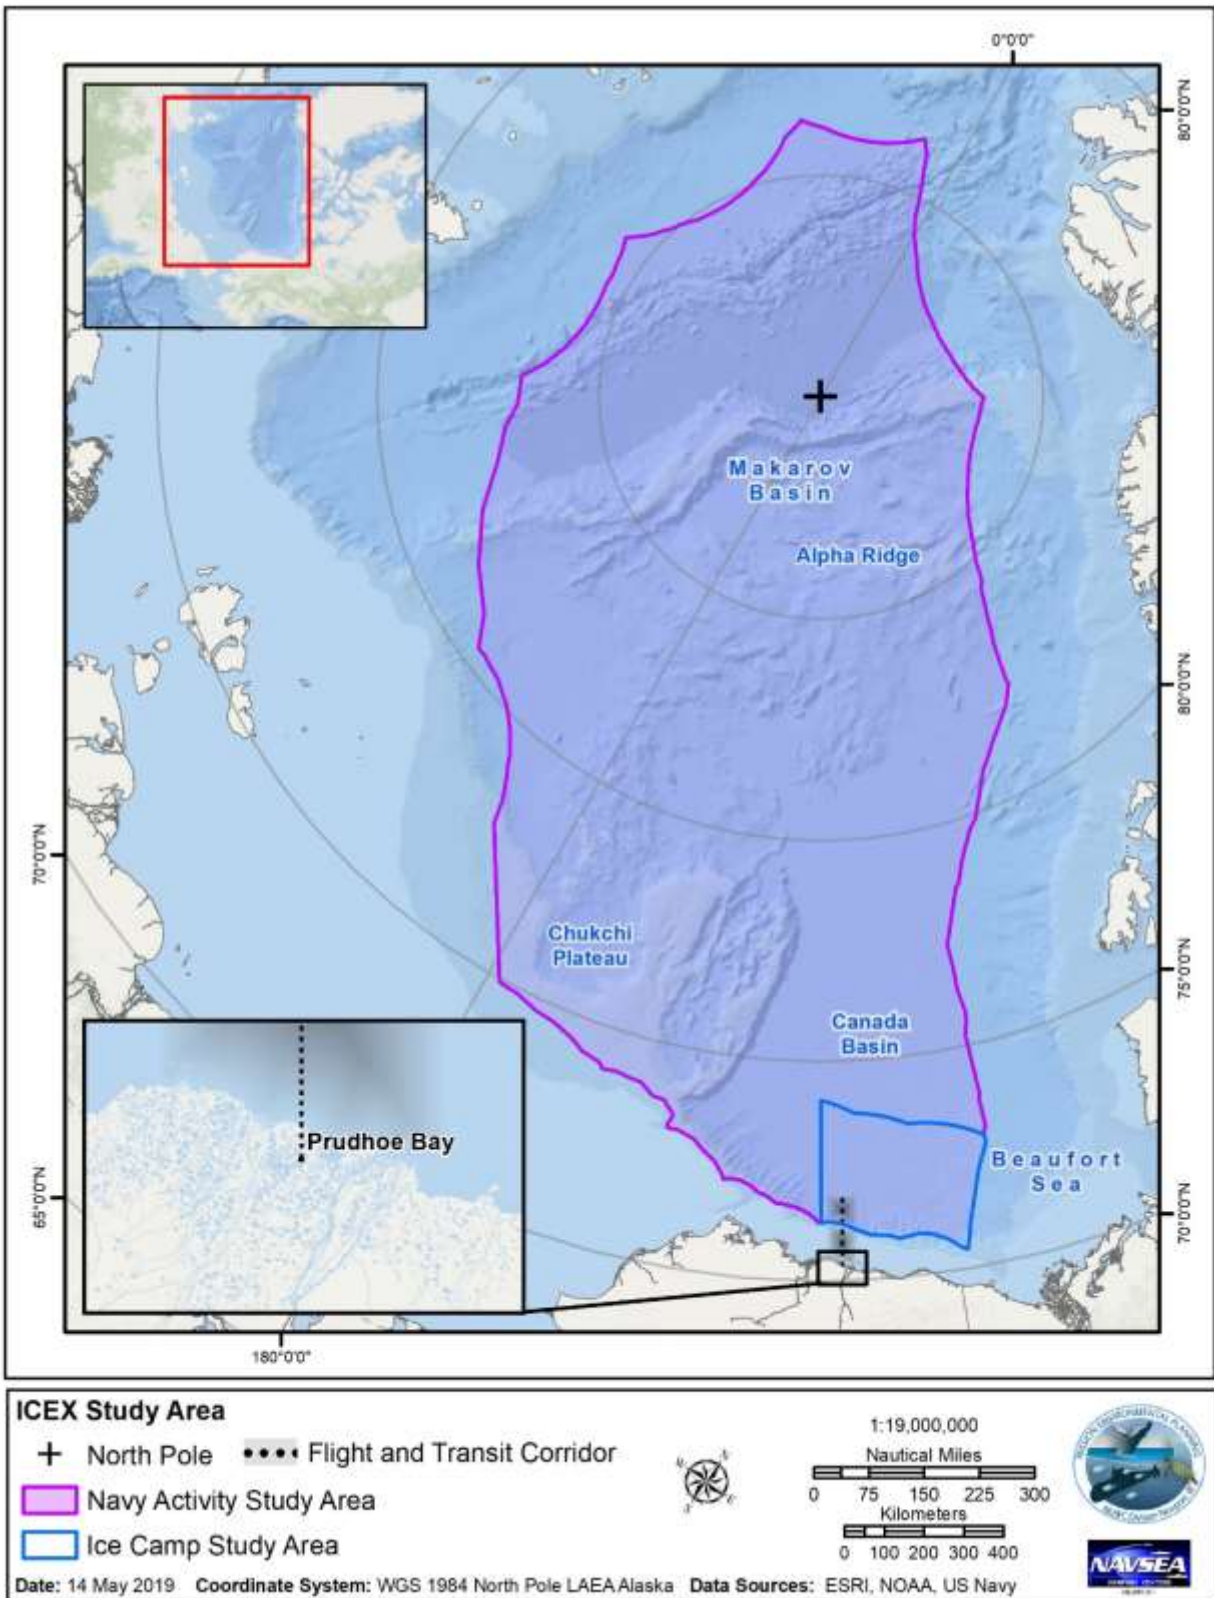 0°0'0"
80°0'0"N
Makarov
Basin
Alpha Ridge
80°0'0"N
70°0'0"N
Chukchi
Plateau
75°0'0"N
Canada
Basin
Prudhoe Bay
Beaufort
Sea
65°0'0"N
70°0'0"N
180°0'0"
ICEX Study Area
North Pole
Flight and Transit Corridor
Navy Activity Study Area
Ice Camp Study Area
1:19,000,000
Nautical Miles
0 75 150 225 300
Kilometers
0 100 200 300 400
NAVSEA
Date: 14 May 2019 Coordinate System: WGS 1984 North Pole LAEA Alaska Data Sources: ESRI, NOAA, US Navy